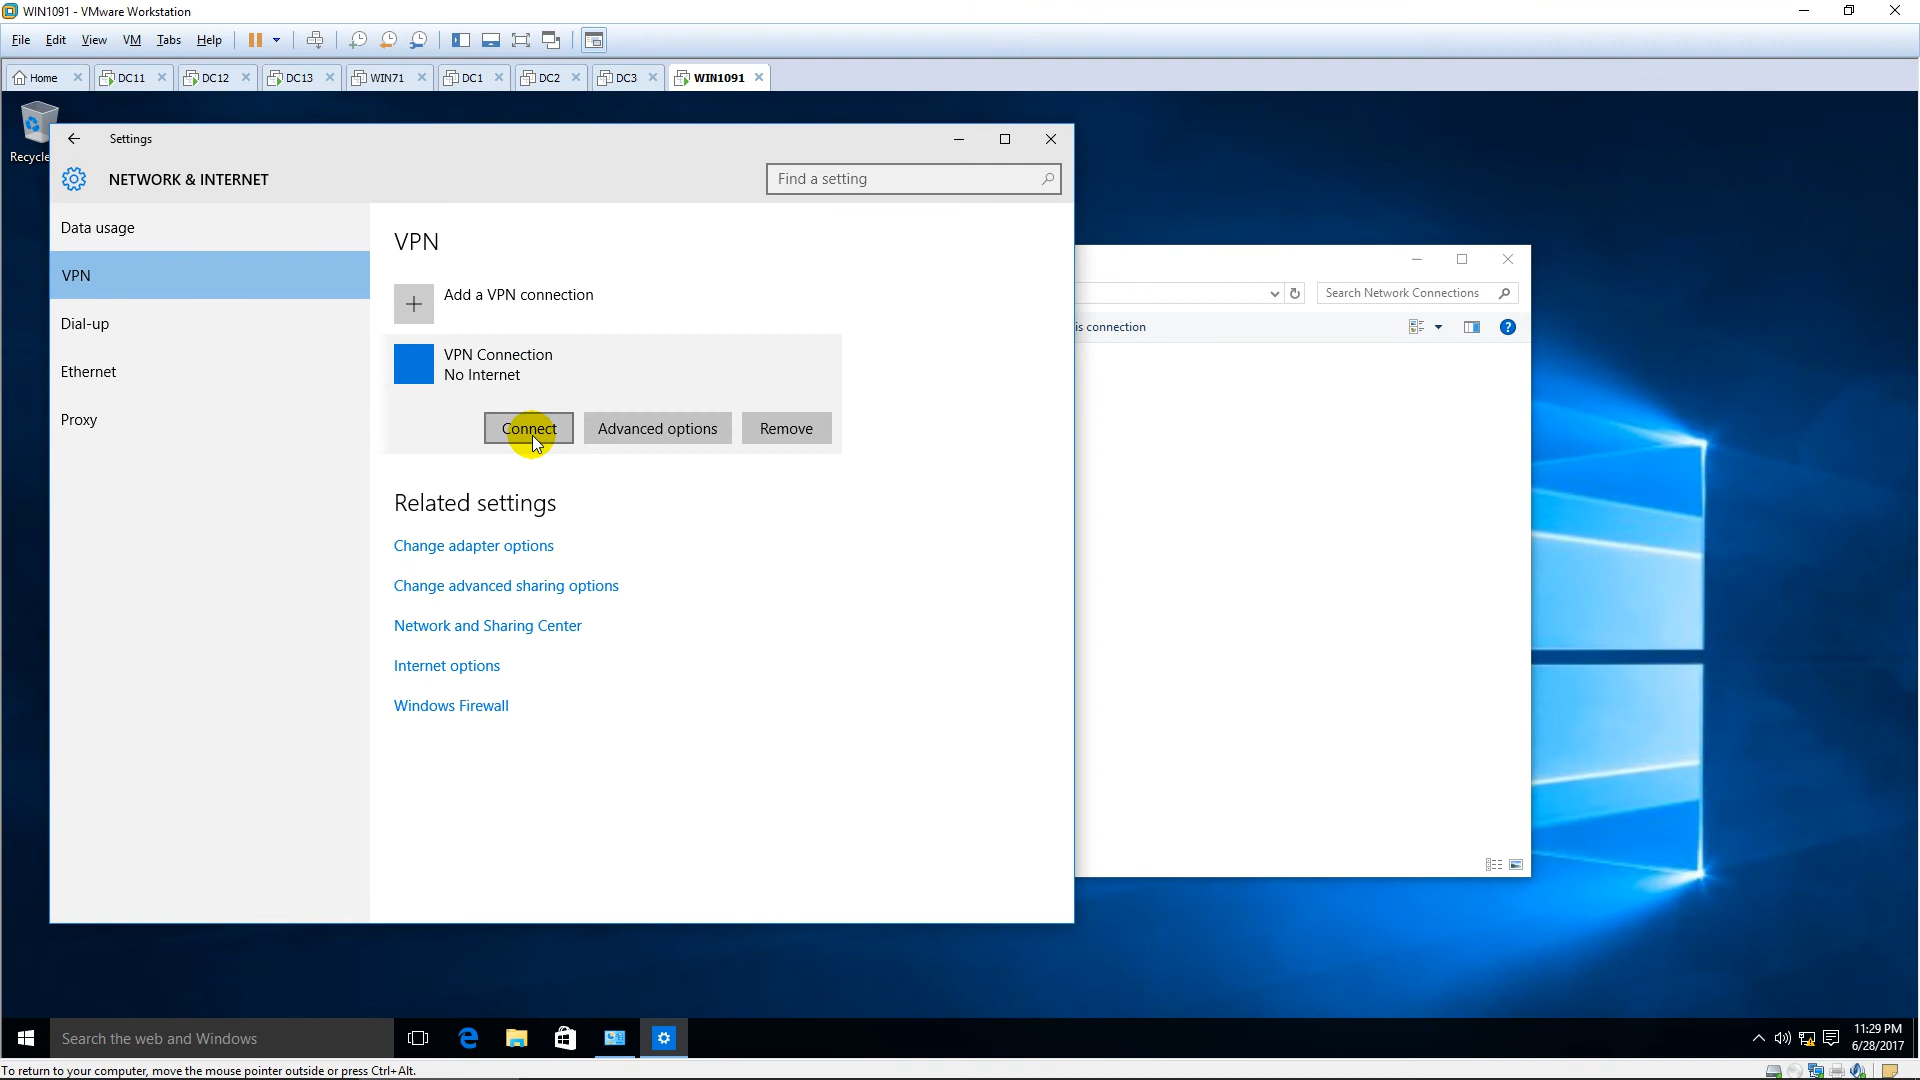 WIN1091 - VMware Workstation
File Edit View VM Tabs Help
Home DC11 DC12 DC13 WIN71 DC1 DC2 DC3 WIN1091
Recycle
Settings
NETWORK & INTERNET
Find a setting
Data usage
VPN
Dial-up
Ethernet
Proxy
VPN
Add a VPN connection
VPN Connection
No Internet
Connect Advanced options Remove
Related settings
Change adapter options
Change advanced sharing options
Network and Sharing Center
Internet options
Windows Firewall
Search Network Connections
is connection
Search the web and Windows
11:29 PM
6/28/2017
To return to your computer, move the mouse pointer outside or press Ctrl+Alt.